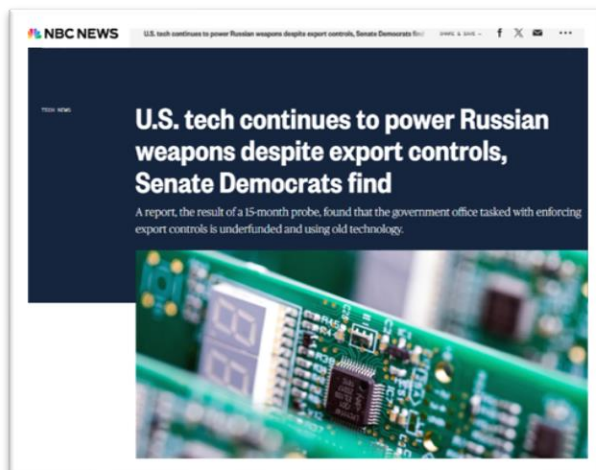 NBC NEWS
U.S. tech continues to power Russian weapons despite export controls, Senate Democrats find
SHARE & SAVE
TECH NEWS
U.S. tech continues to power Russian
weapons despite export controls,
Senate Democrats find
A report, the result of a 15-month probe, found that the government office tasked with enforcing
export controls is underfunded and using old technology.